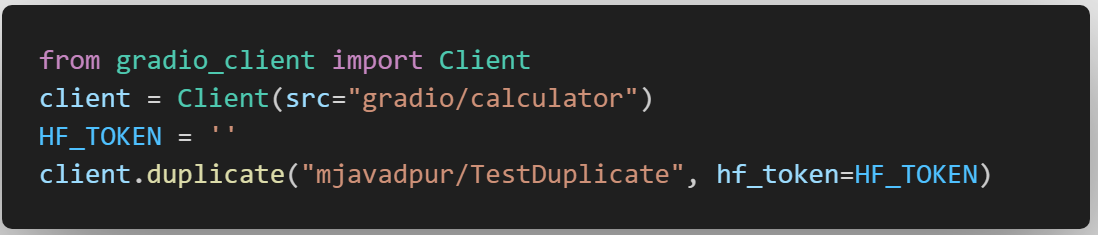 from gradio_client import Client
client = Client(src="gradio/calculator")
HF_TOKEN = ''
client.duplicate("mjavadpur/TestDuplicate", hf_token=HF_TOKEN)